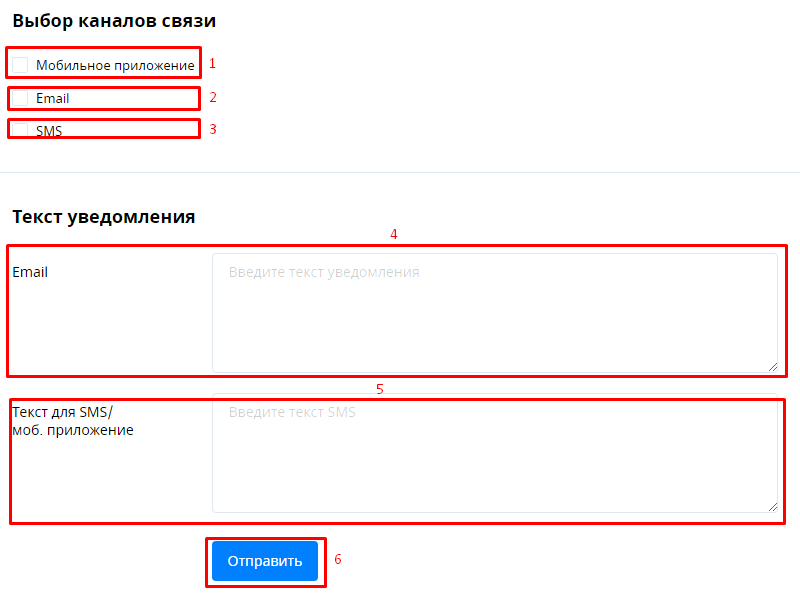 Выбор каналов связи
Мобильное приложение 1
Email 2
SMS 3
Текст уведомления
4
Email
Введите текст уведомления
5
Текст для SMS/
моб. приложение
Введите текст SMS
Отправить 6